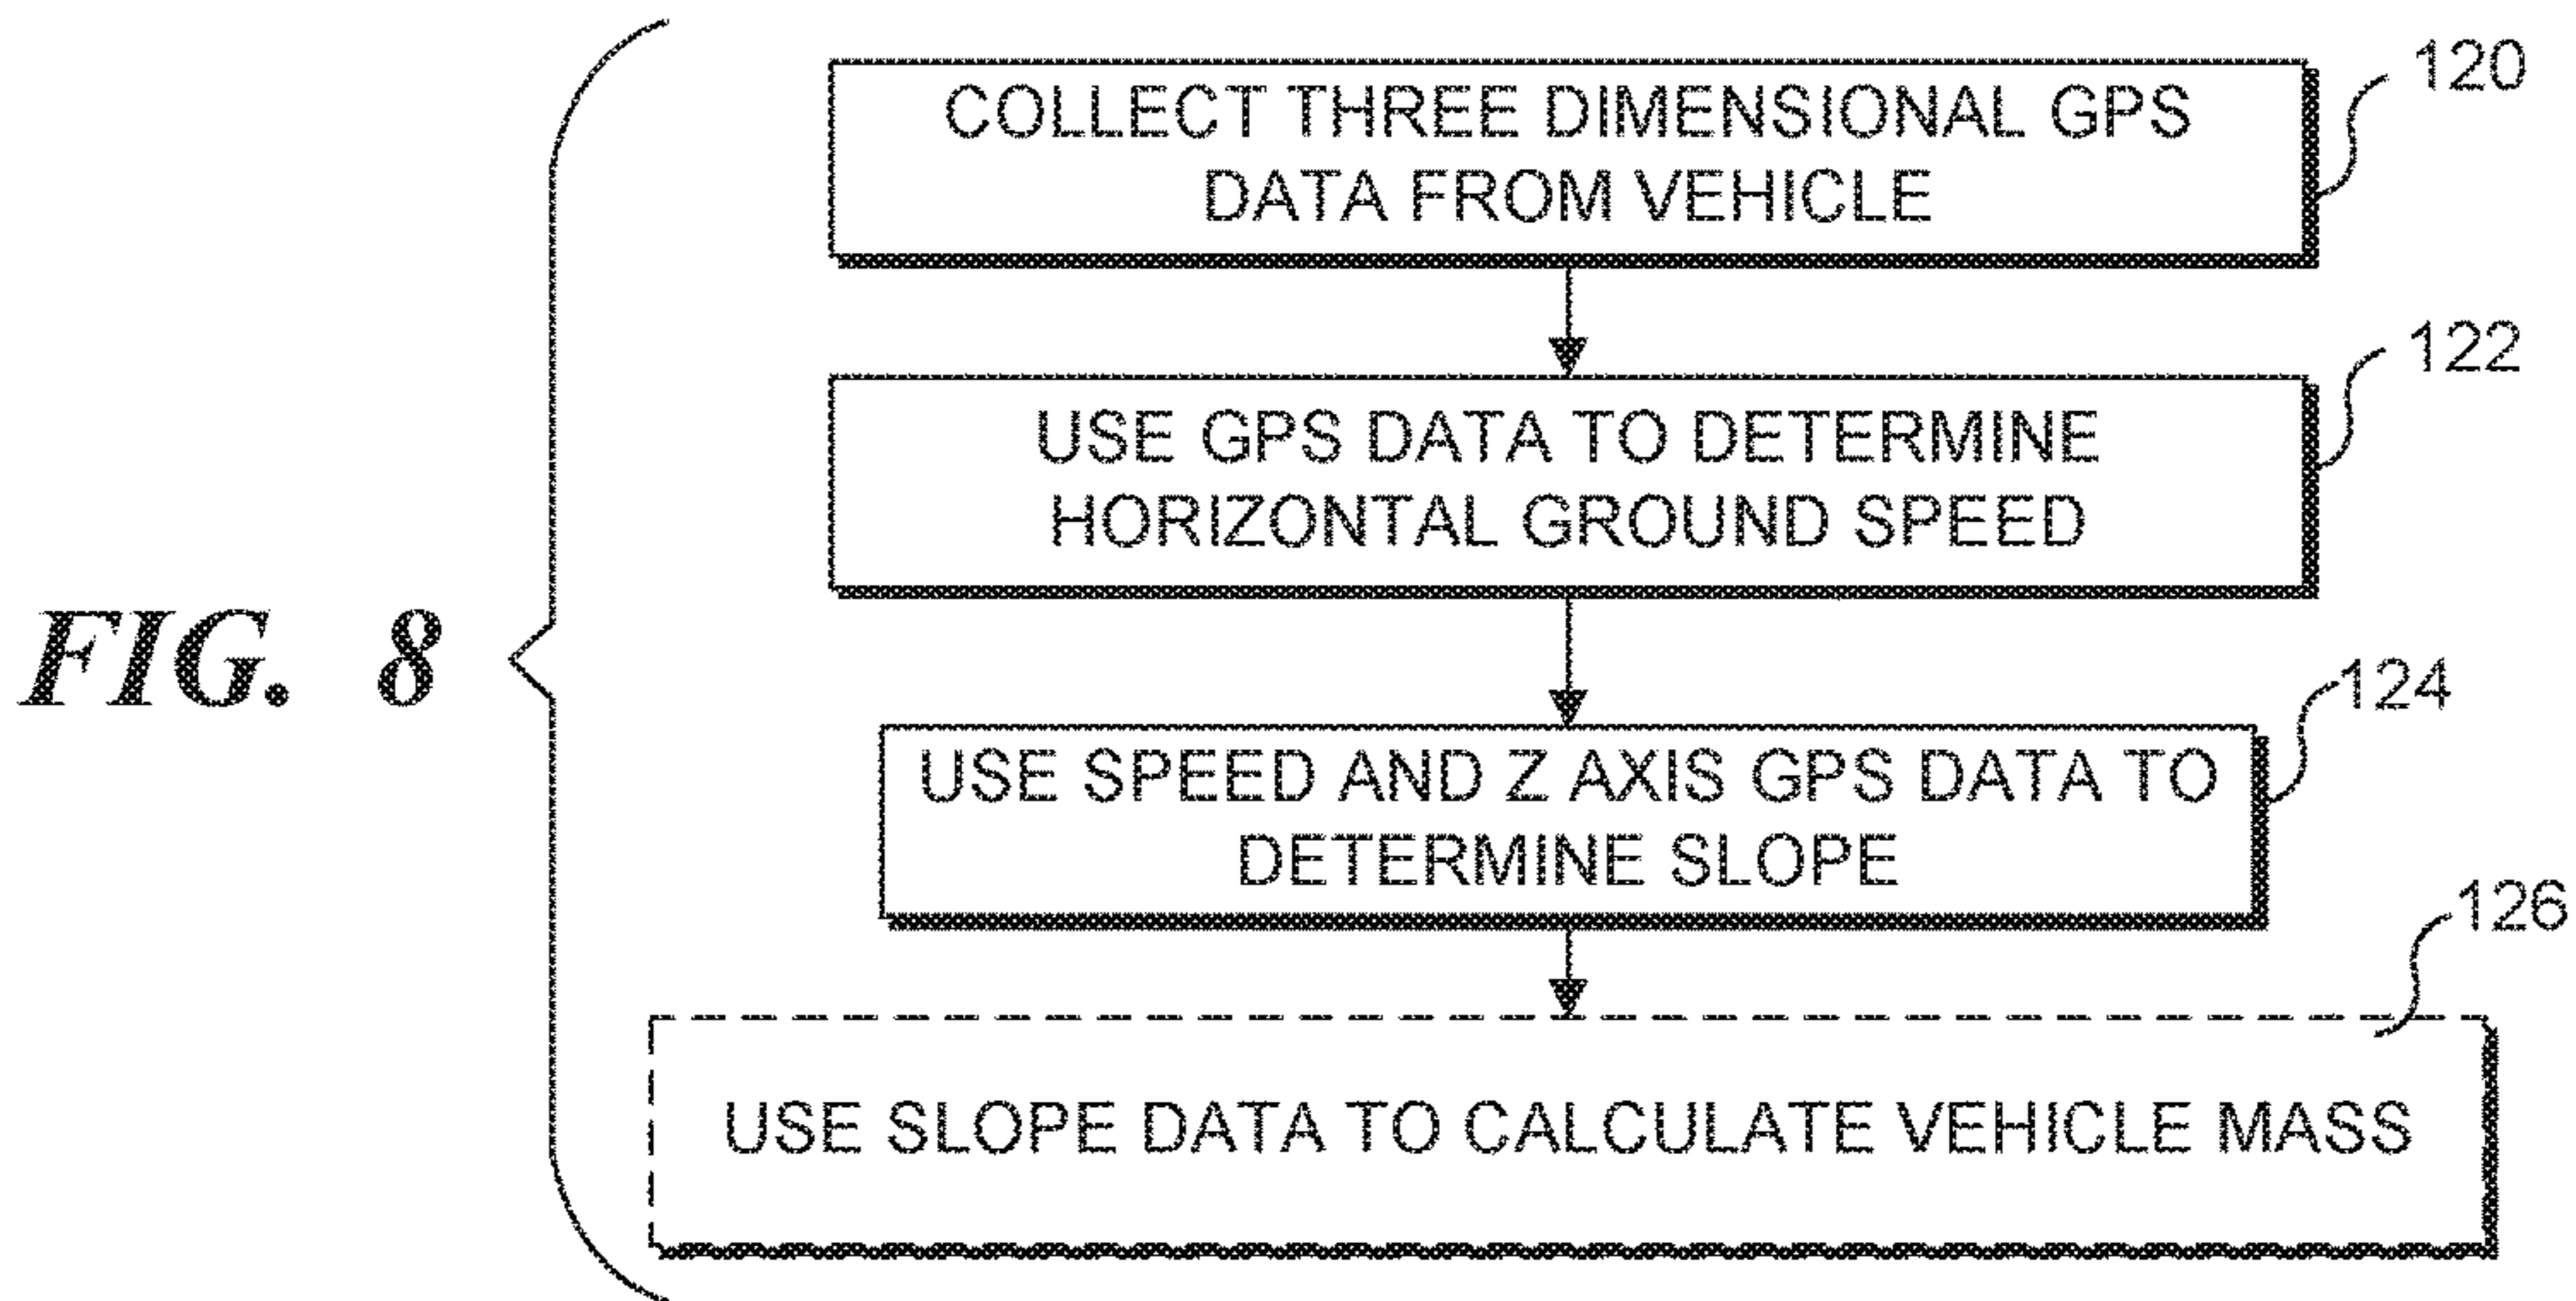 COLLECT THREE DIMENSIONAL GPS
DATA FROM VEHICLE
120
USE GPS DATA TO DETERMINE
HORIZONTAL GROUND SPEED
122
FIG. 8
USE SPEED AND Z AXIS GPS DATA TO
DETERMINE SLOPE
124
USE SLOPE DATA TO CALCULATE VEHICLE MASS
126